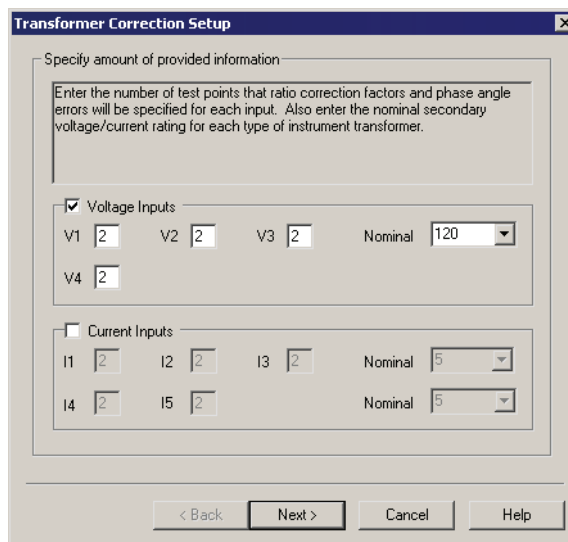 Transformer Correction Setup
Specify amount of provided information
Enter the number of test points that ratio correction factors and phase angle
errors will be specified for each input. Also enter the nominal secondary
voltage/current rating for each type of instrument transformer.
Voltage Inputs
V1 2 V2 2 V3 2 Nominal 120
V4 2
Current Inputs
I1 2 I2 2 I3 2 Nominal 5
I4 2 I5 2 Nominal 5
< Back Next > Cancel Help